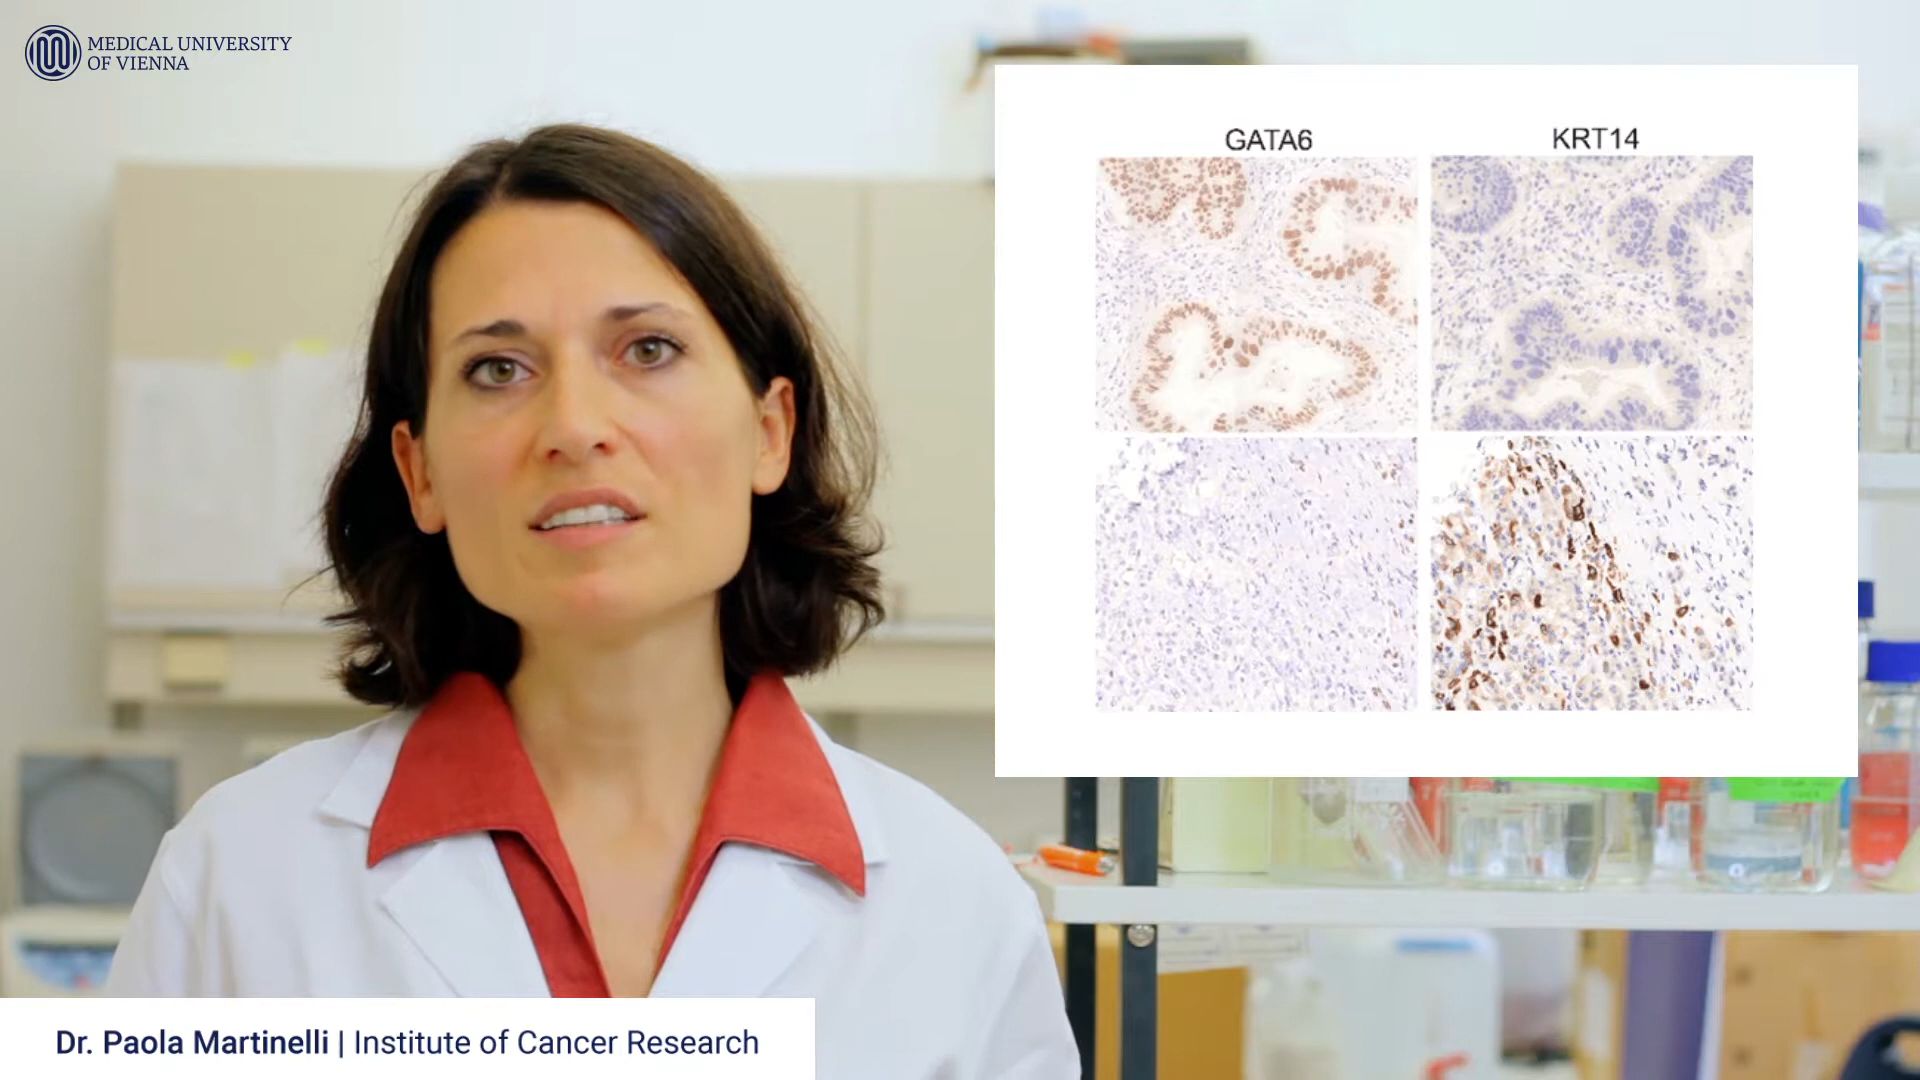 MEDICAL UNIVERSITY
OF VIENNA
GATA6
KRT14
Dr. Paola Martinelli | Institute of Cancer Research